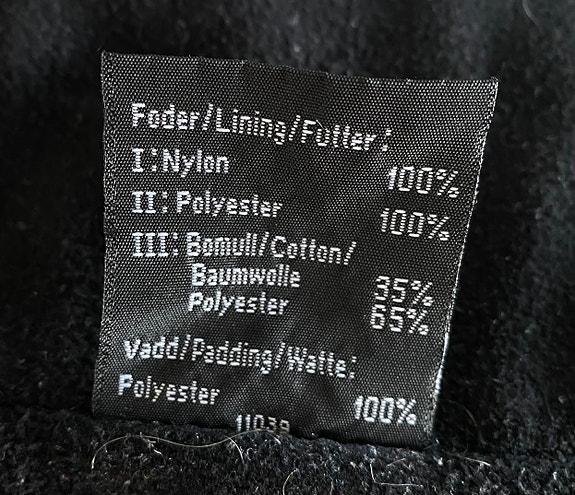 Foder/Lining/Futter:
I:Nylon 100%
II: Polyester 100%
III: Bomull/Cotton/
Baumwolle 35%
Polyester 65%
Vadd/Padding/Watte:
Polyester 100%
11039